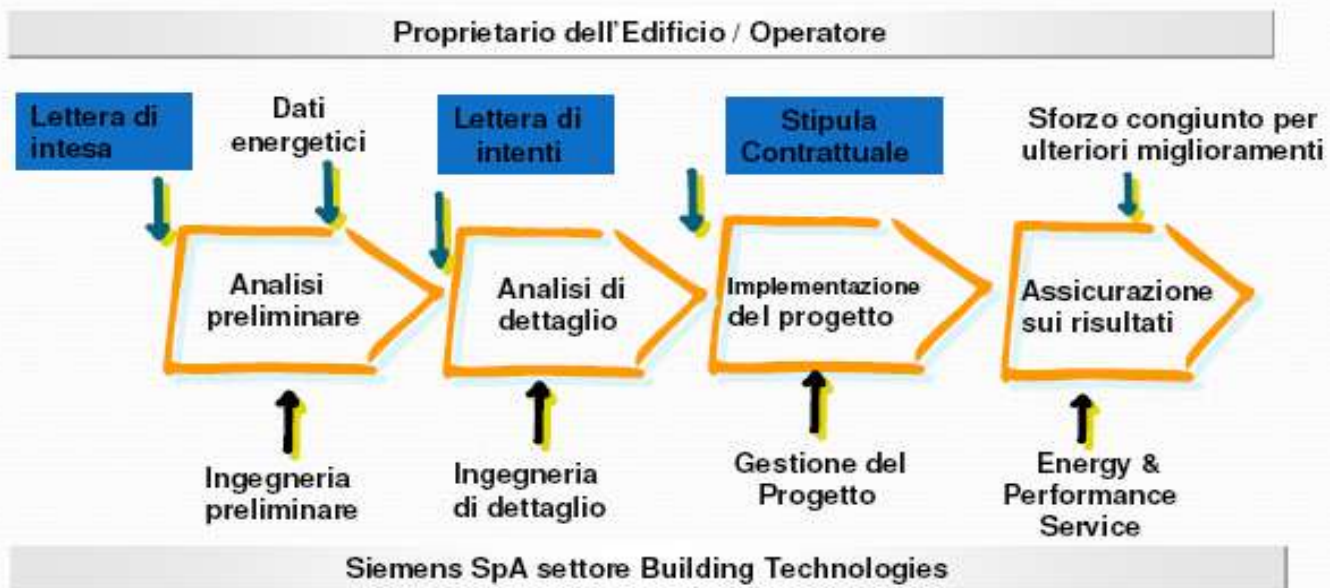 Proprietario dell'Edificio / Operatore
Lettera di
intesa
Dati
energetici
Lettera di
intenti
Stipula
Contrattuale
Sforzo congiunto per
ulteriori miglioramenti
Analisi
preliminare
Analisi di
dettaglio
Implementazione
del progetto
Assicurazione
sui risultati
Ingegneria
preliminare
Ingegneria
di dettaglio
Gestione del
Progetto
Energy &
Performance
Service
Siemens SpA settore Building Technologies